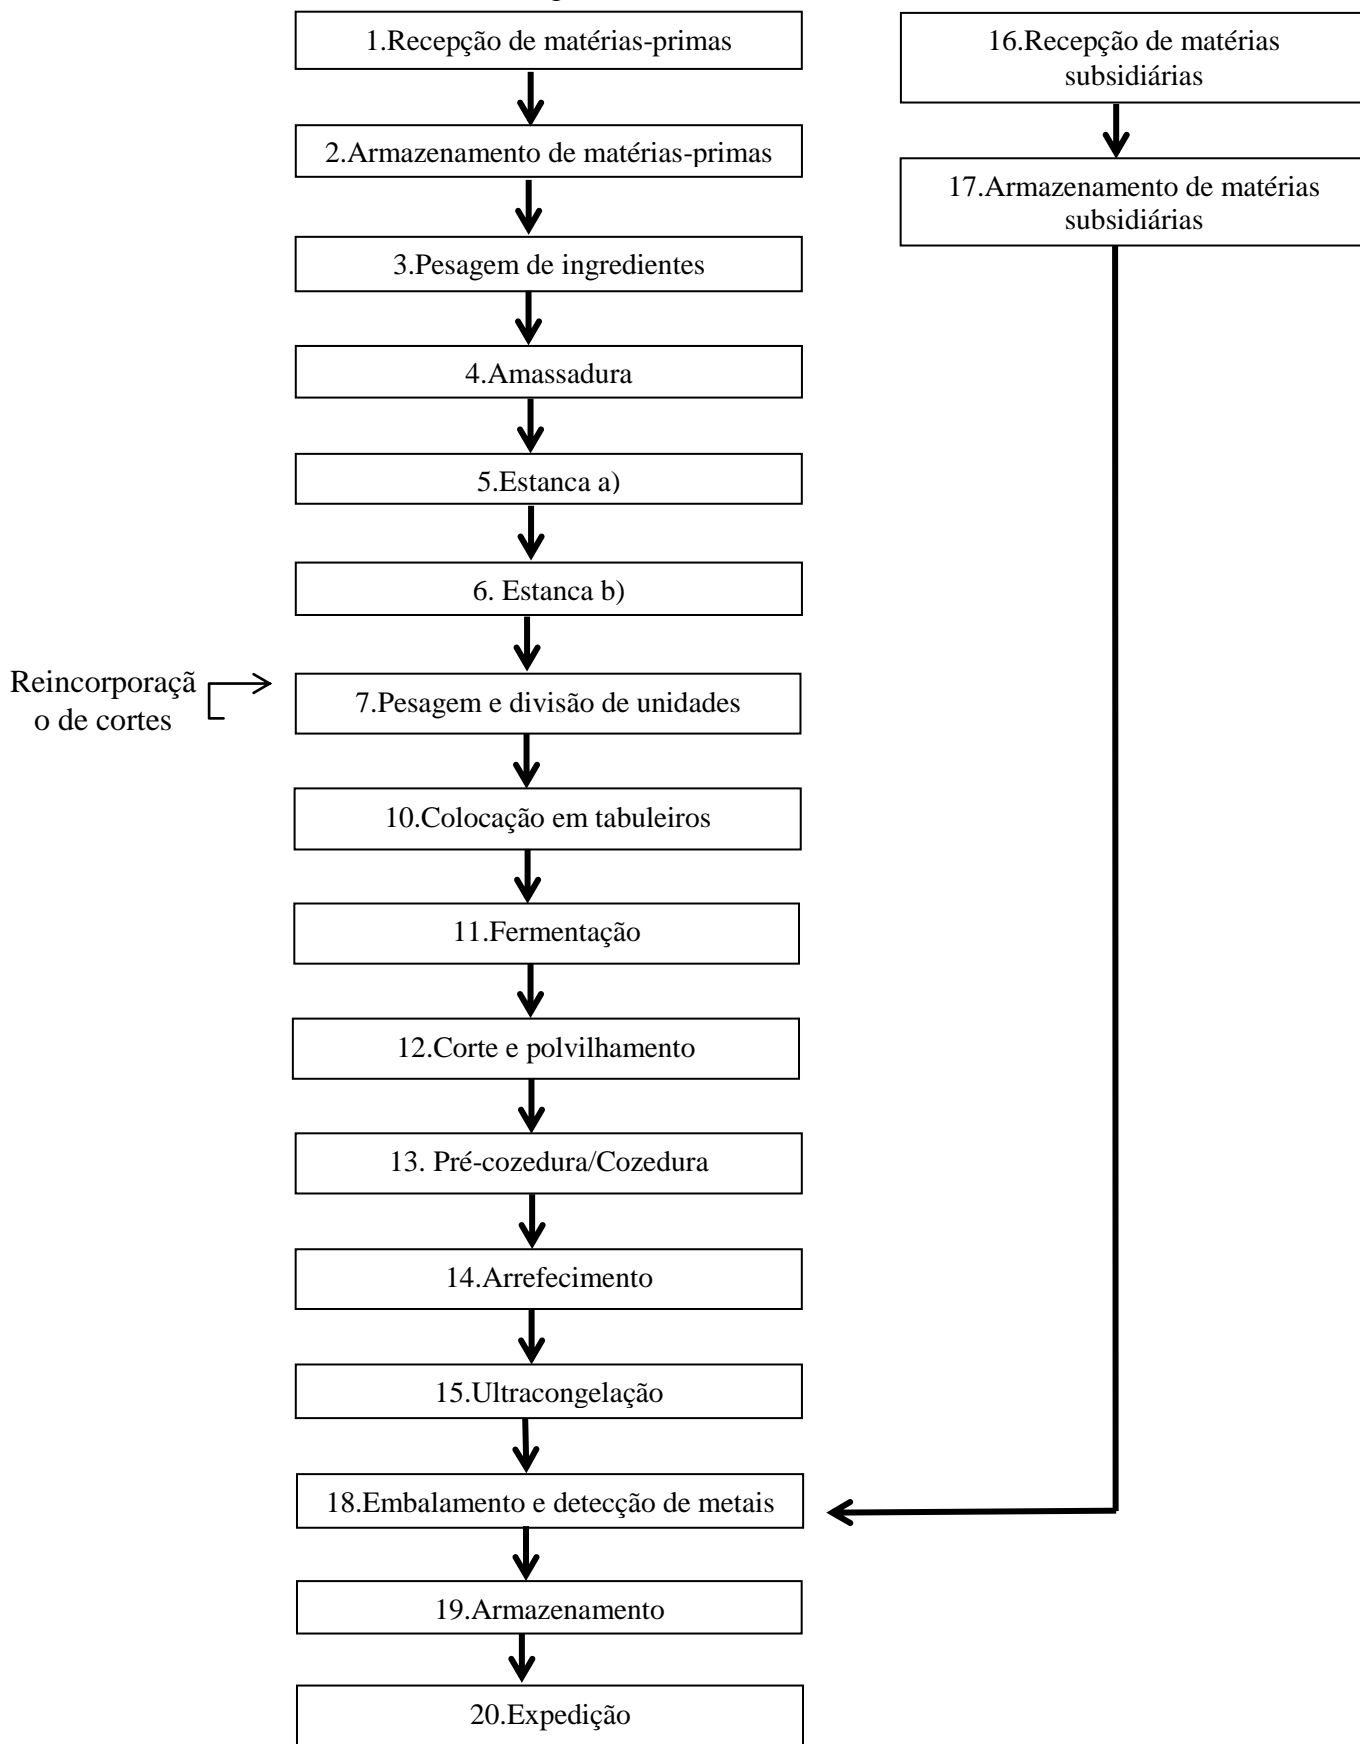 1.Recepção de matérias-primas
16.Recepção de matérias
subsidiárias
2.Armazenamento de matérias-primas
17.Armazenamento de matérias
subsidiárias
3.Pesagem de ingredientes
4.Amassadura
5.Estanca a)
6. Estanca b)
Reincorporaçã
o de cortes
7.Pesagem e divisão de unidades
10.Colocação em tabuleiros
11.Fermentação
12.Corte e polvilhamento
13. Pré-cozedura/Cozedura
14.Arrefecimento
15.Ultracongelação
18.Embalamento e detecção de metais
19.Armazenamento
20.Expedição